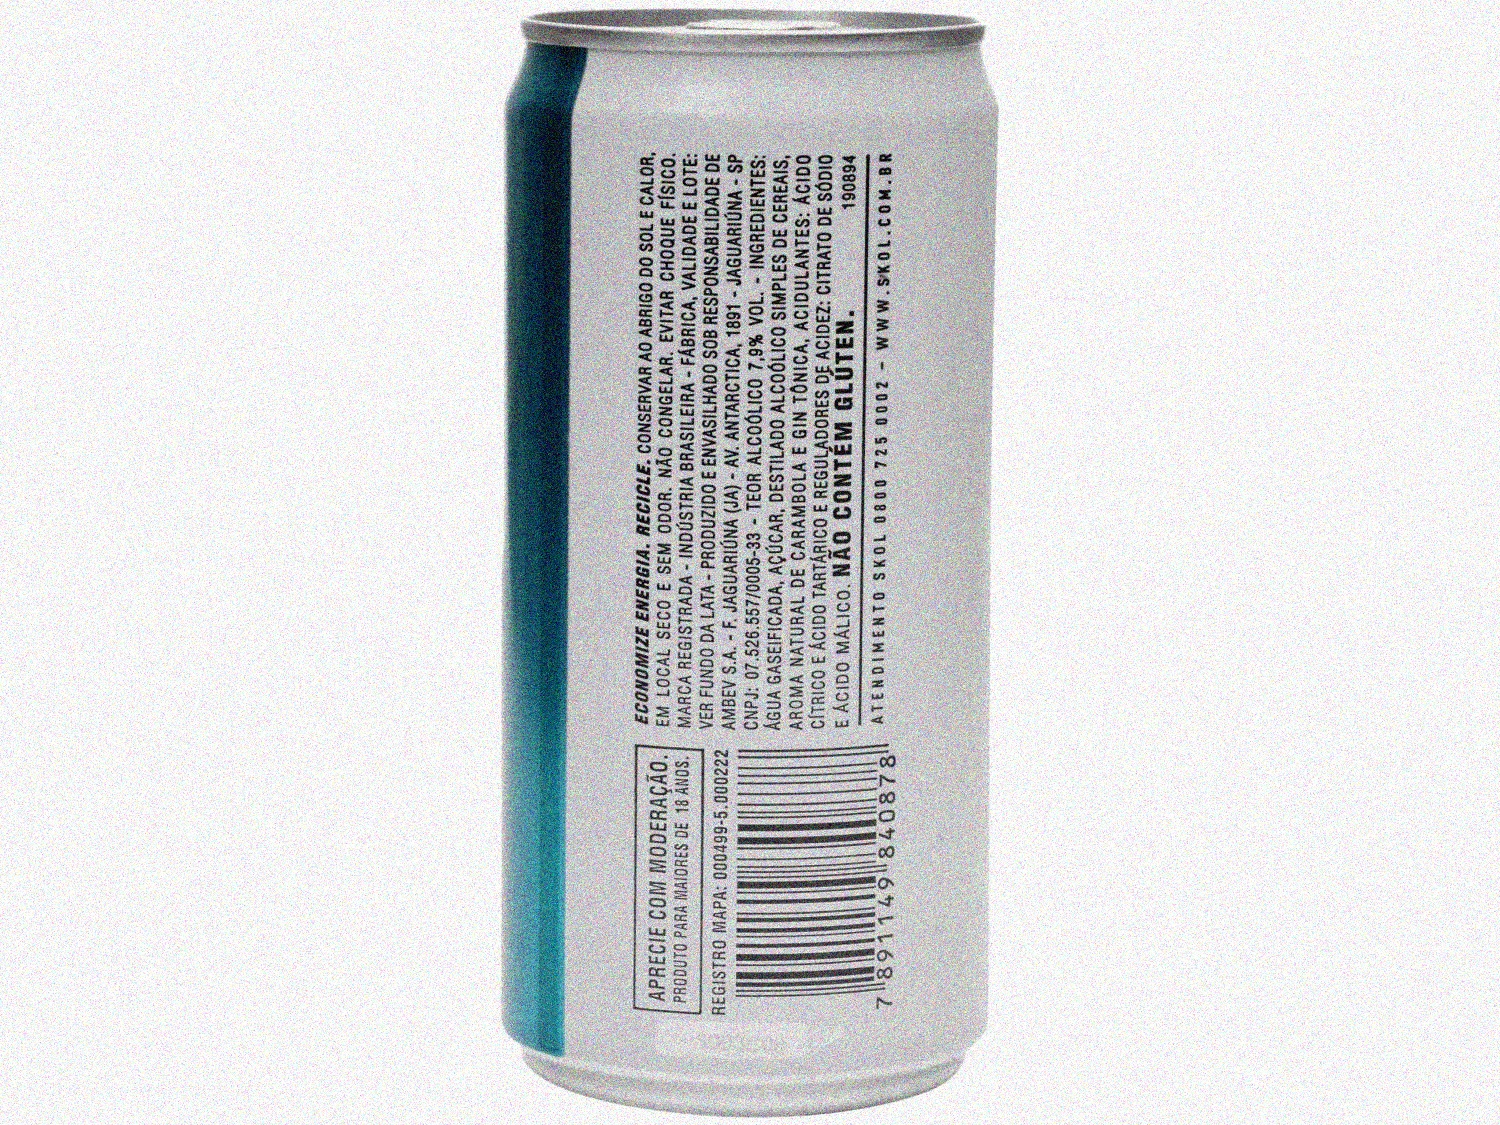 ECONOMIZE ENERGIA. RECICLE. CONSERVAR AO ABRIGO DO SOL E CALOR,
EM LOCAL SECO E SEM ODOR. NÃO CONGELAR. EVITAR CHOQUE FÍSICO.
MARCA REGISTRADA - INDÚSTRIA BRASILEIRA - FÁBRICA, VALIDADE E LOTE:
VER FUNDO DA LATA - PRODUZIDO E ENVASILHADO SOB RESPONSABILIDADE DE
AMBEV S.A. - F. JAGUARIÚNA (JA) - AV. ANTARCTICA, 1891 - JAGUARIÚNA - SP
CNPJ: 07.526.557/0005-33 - TEOR ALCOÓLICO 7,9% VOL. - INGREDIENTES:
ÁGUA GASEIFICADA, AÇÚCAR, DESTILADO ALCOÓLICO SIMPLES DE CEREAIS,
AROMA NATURAL DE CARAMBOLA E GIN TÔNICA, ACIDULANTES: ÁCIDO
CÍTRICO E ÁCIDO TARTÁRICO E REGULADORES DE ACIDEZ: CITRATO DE SÓDIO
E ÁCIDO MÁLICO. NÃO CONTÉM GLÚTEN. 190894
ATENDIMENTO SKOL 0800 725 0002 - WWW.SKOL.COM.BR
APRECIE COM MODERAÇÃO.
PRODUTO PARA MAIORES DE 18 ANOS.
REGISTRO MAPA: 000499-5.000222
7 891149 840878